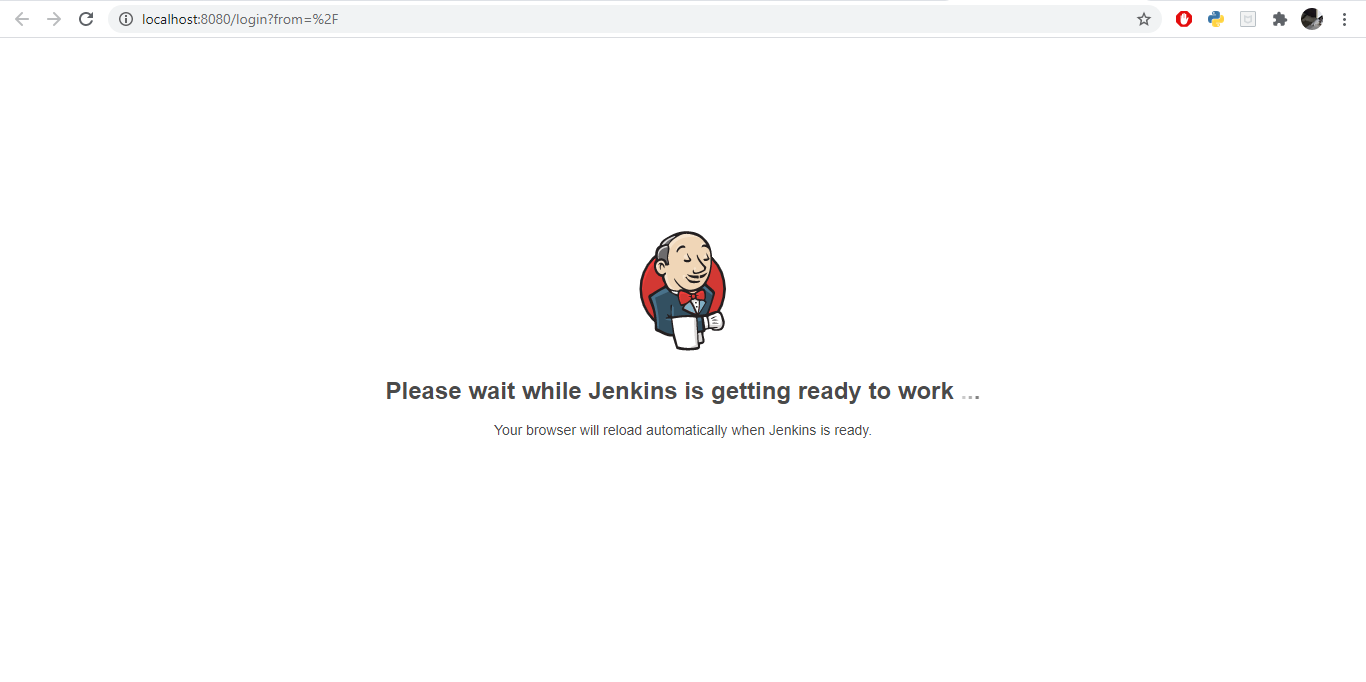 localhost:8080/login?from=%2F
Please wait while Jenkins is getting ready to work ...
Your browser will reload automatically when Jenkins is ready.